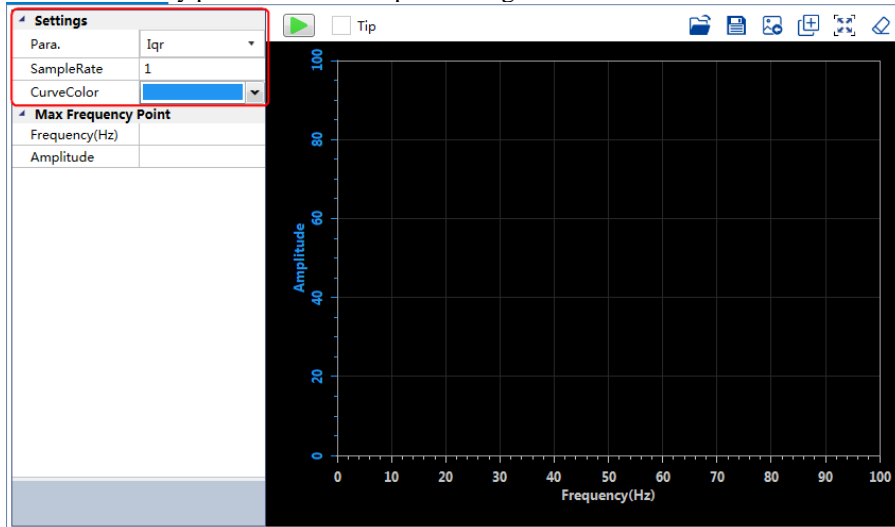 Settings
Tip
Para. Iqr
SampleRate 1
CurveColor
Max Frequency Point
Frequency(Hz)
Amplitude
100
80
60
40
20
0
Amplitude
0 10 20 30 40 50 60 70 80 90 100
Frequency(Hz)